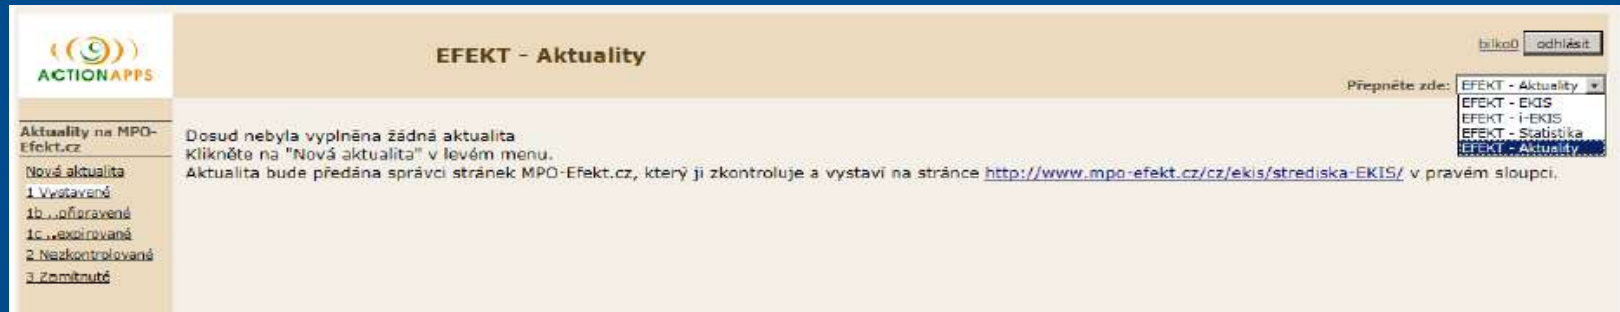 ((9))
ACTIONAPPS
EFEKT - Aktuality
bilko0 odhlásit
Přepněte zde: EFEKT - Aktuality
EFEKT - EKIS
EFEKT - i-EKIS
EFEKT - Statistika
EFEKT - Aktuality
Aktuality na MPO-
Efekt.cz
Nová aktualita
1 Vystavené
1b ..připravené
1c ..expirovaná
2 Nezkontrolované
3 Zamítnuté
Dosud nebyla vyplněna žádná aktualita
Klikněte na "Nová aktualita" v levém menu.
Aktualita bude předána správci stránek MPO-Efekt.cz, který ji zkontroluje a vystaví na stránce http://www.mpo-efekt.cz/cz/ekis/strediska-EKIS/ v pravém sloupci.